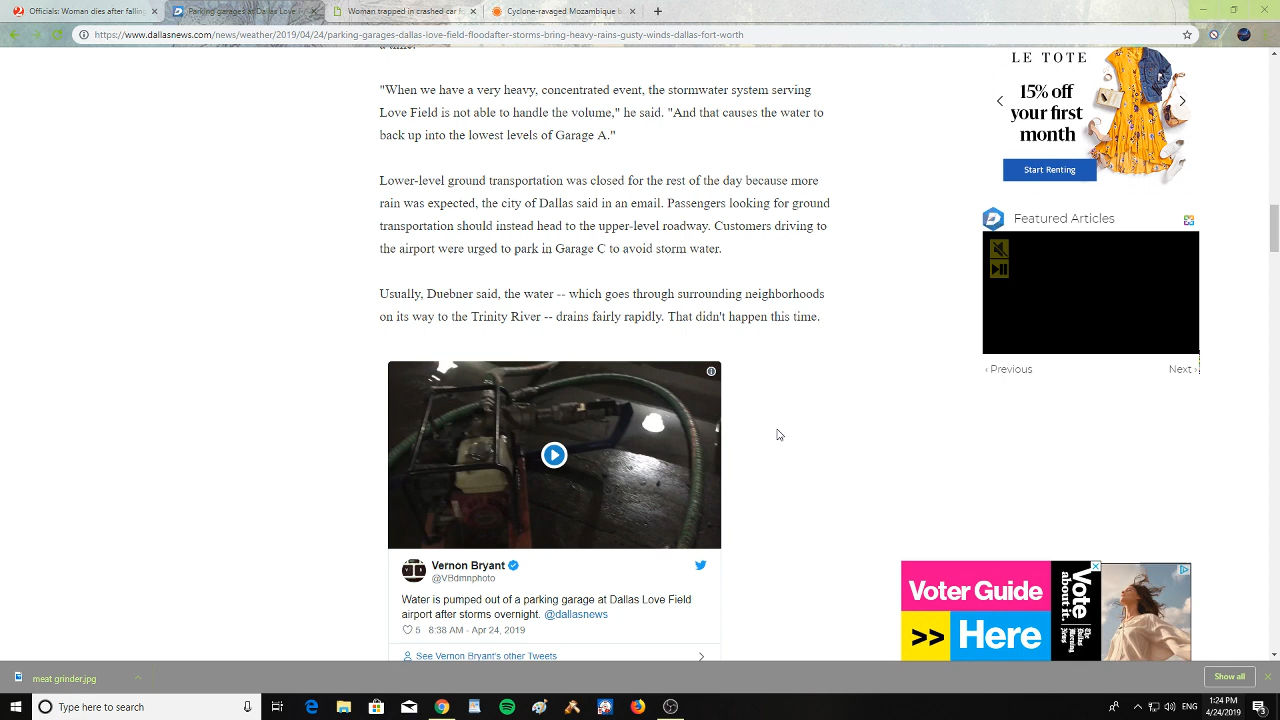 Officials: Woman dies after falling
Parking garages at Dallas Love F
Woman trapped in crashed car fo
Cyclone-ravaged Mozambique b
https://www.dallasnews.com/news/weather/2019/04/24/parking-garages-dallas-love-field-floodafter-storms-bring-heavy-rains-gusty-winds-dallas-fort-worth
a time.
"When we have a very heavy, concentrated event, the stormwater system serving
Love Field is not able to handle the volume," he said. "And that causes the water to
back up into the lowest levels of Garage A."
Lower-level ground transportation was closed for the rest of the day because more
rain was expected, the city of Dallas said in an email. Passengers looking for ground
transportation should instead head to the upper-level roadway. Customers driving to
the airport were urged to park in Garage C to avoid storm water.
Usually, Duebner said, the water -- which goes through surrounding neighborhoods
on its way to the Trinity River -- drains fairly rapidly. That didn't happen this time.
Vernon Bryant
@VBdmnphoto
Water is pumped out of a parking garage at Dallas Love Field
airport after storms overnight. @dallasnews
5 8:38 AM - Apr 24, 2019
See Vernon Bryant's other Tweets
LE TOTE
15% off
your first
month
Start Renting
Featured Articles
‹ Previous
Next ›
Voter Guide
>> Here
Vote
about it.
The Dallas Morning News
meat grinder.jpg
Show all
Type here to search
ENG
1:24 PM
4/24/2019